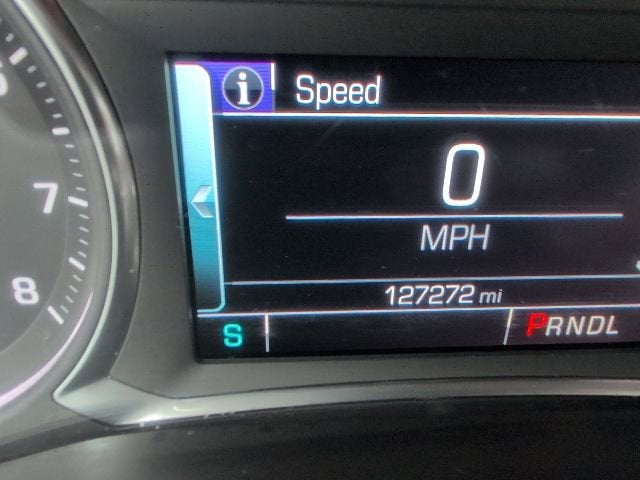 i Speed
0
MPH
127272 mi
S PRNDL
7
8